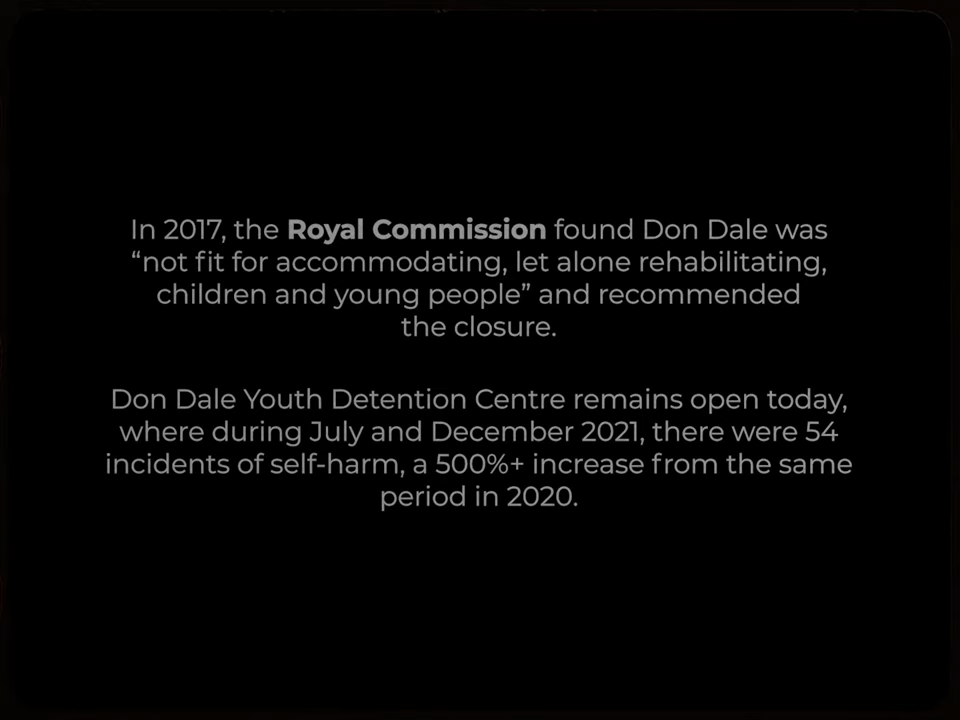 In 2017, the Royal Commission found Don Dale was
“not fit for accommodating, let alone rehabilitating,
children and young people” and recommended
the closure.
Don Dale Youth Detention Centre remains open today,
where during July and December 2021, there were 54
incidents of self-harm, a 500%+ increase from the same
period in 2020.